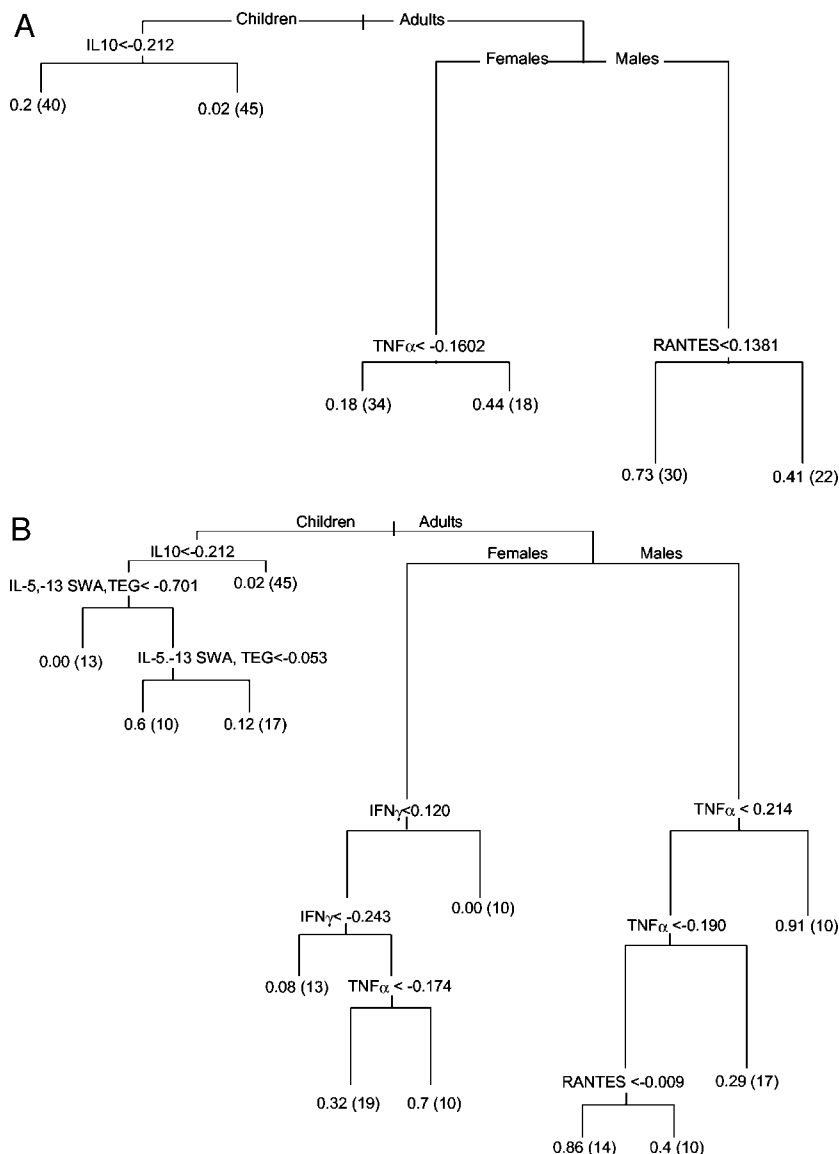 A
Children Adults
IL10<-0.212
Females Males
0.2 (40) 0.02 (45)
TNFα< -0.1602 RANTES<0.1381
0.18 (34) 0.44 (18)
0.73 (30) 0.41 (22)
B
Children Adults
IL10<-0.212 Females Males
IL-5,-13 SWA,TEG< -0.701 0.02 (45)
0.00 (13) IL-5.-13 SWA, TEG<-0.053
0.6 (10) 0.12 (17)
IFNγ<0.120 TNFα < 0.214
IFNγ< -0.243 0.00 (10) TNFα <-0.190 0.91 (10)
0.08 (13) TNFα < -0.174
0.32 (19) 0.7 (10) RANTES <-0.009 0.29 (17)
0.86 (14) 0.4 (10)